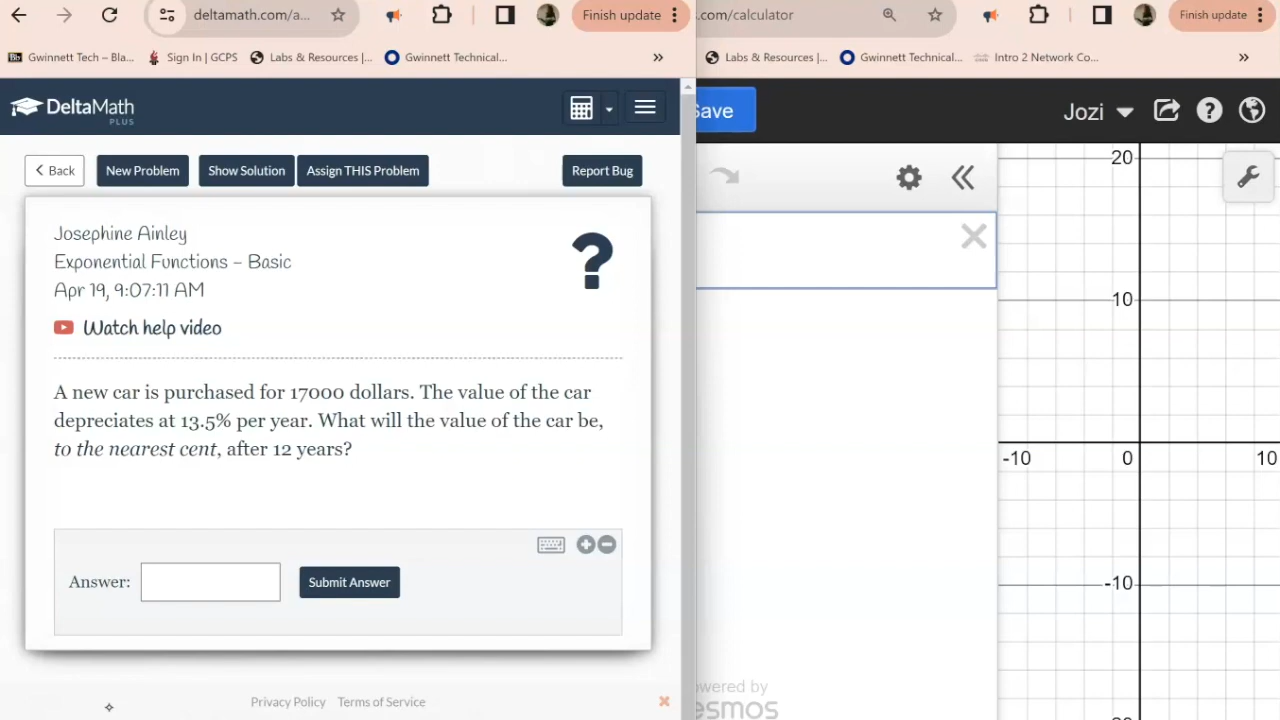 deltamath.com/a...
Finish update
.com/calculator
Finish update
Bb Gwinnett Tech – Bla...
Sign In | GCPS
Labs & Resources |...
Gwinnett Technical...
»
Labs & Resources |...
Gwinnett Technical...
Intro 2 Network Co...
»
DeltaMath
PLUS
Save
Jozi
Back
New Problem
Show Solution
Assign THIS Problem
Report Bug
Josephine Ainley
Exponential Functions – Basic
Apr 19, 9:07:11 AM
?
Watch help video
A new car is purchased for 17000 dollars. The value of the car
depreciates at 13.5% per year. What will the value of the car be,
to the nearest cent, after 12 years?
Answer:
Submit Answer
Privacy Policy
Terms of Service
20
10
-10
0
10
-10
powered by
desmos